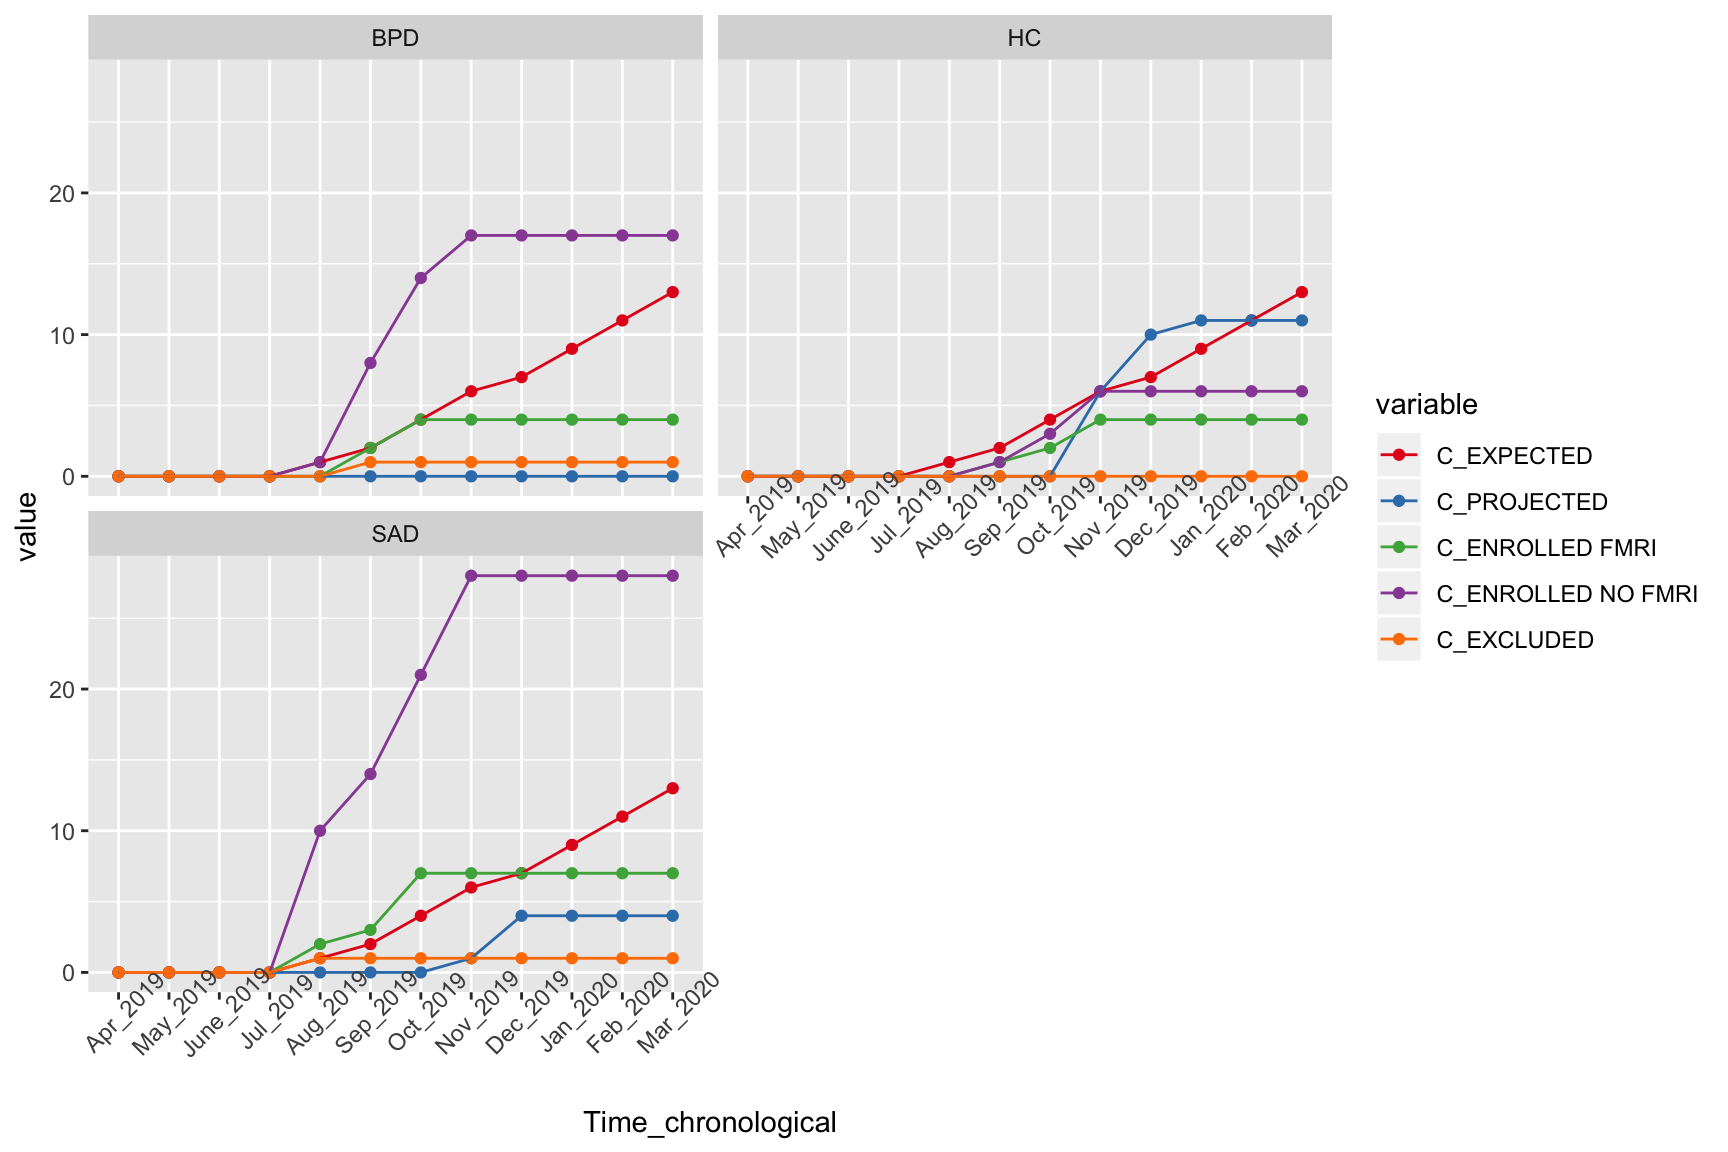 BPD
HC
value
20
10
0
Apr_2019
May_2019
June_2019
Jul_2019
Aug_2019
Sep_2019
Oct_2019
Nov_2019
Dec_2019
Jan_2020
Feb_2020
Mar_2020
SAD
20
10
0
Apr_2019
May_2019
June_2019
Jul_2019
Aug_2019
Sep_2019
Oct_2019
Nov_2019
Dec_2019
Jan_2020
Feb_2020
Mar_2020
Time_chronological
variable
C_EXPECTED
C_PROJECTED
C_ENROLLED FMRI
C_ENROLLED NO FMRI
C_EXCLUDED